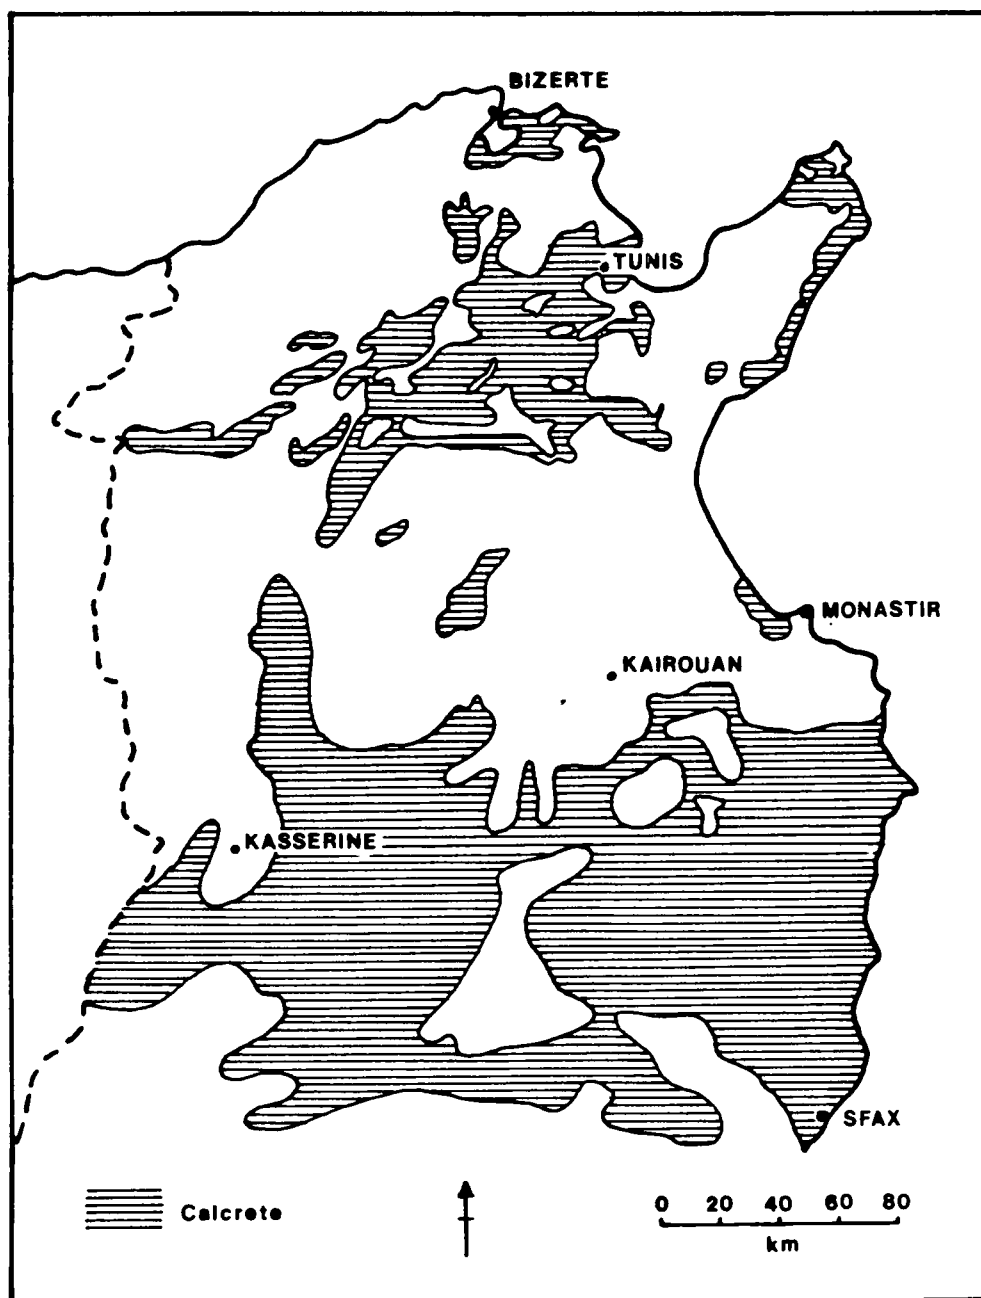 BIZERTE
TUNIS
MONASTIR
KAIROUAN
KASSERINE
SFAX
Calcrete
0 20 40 60 80
km